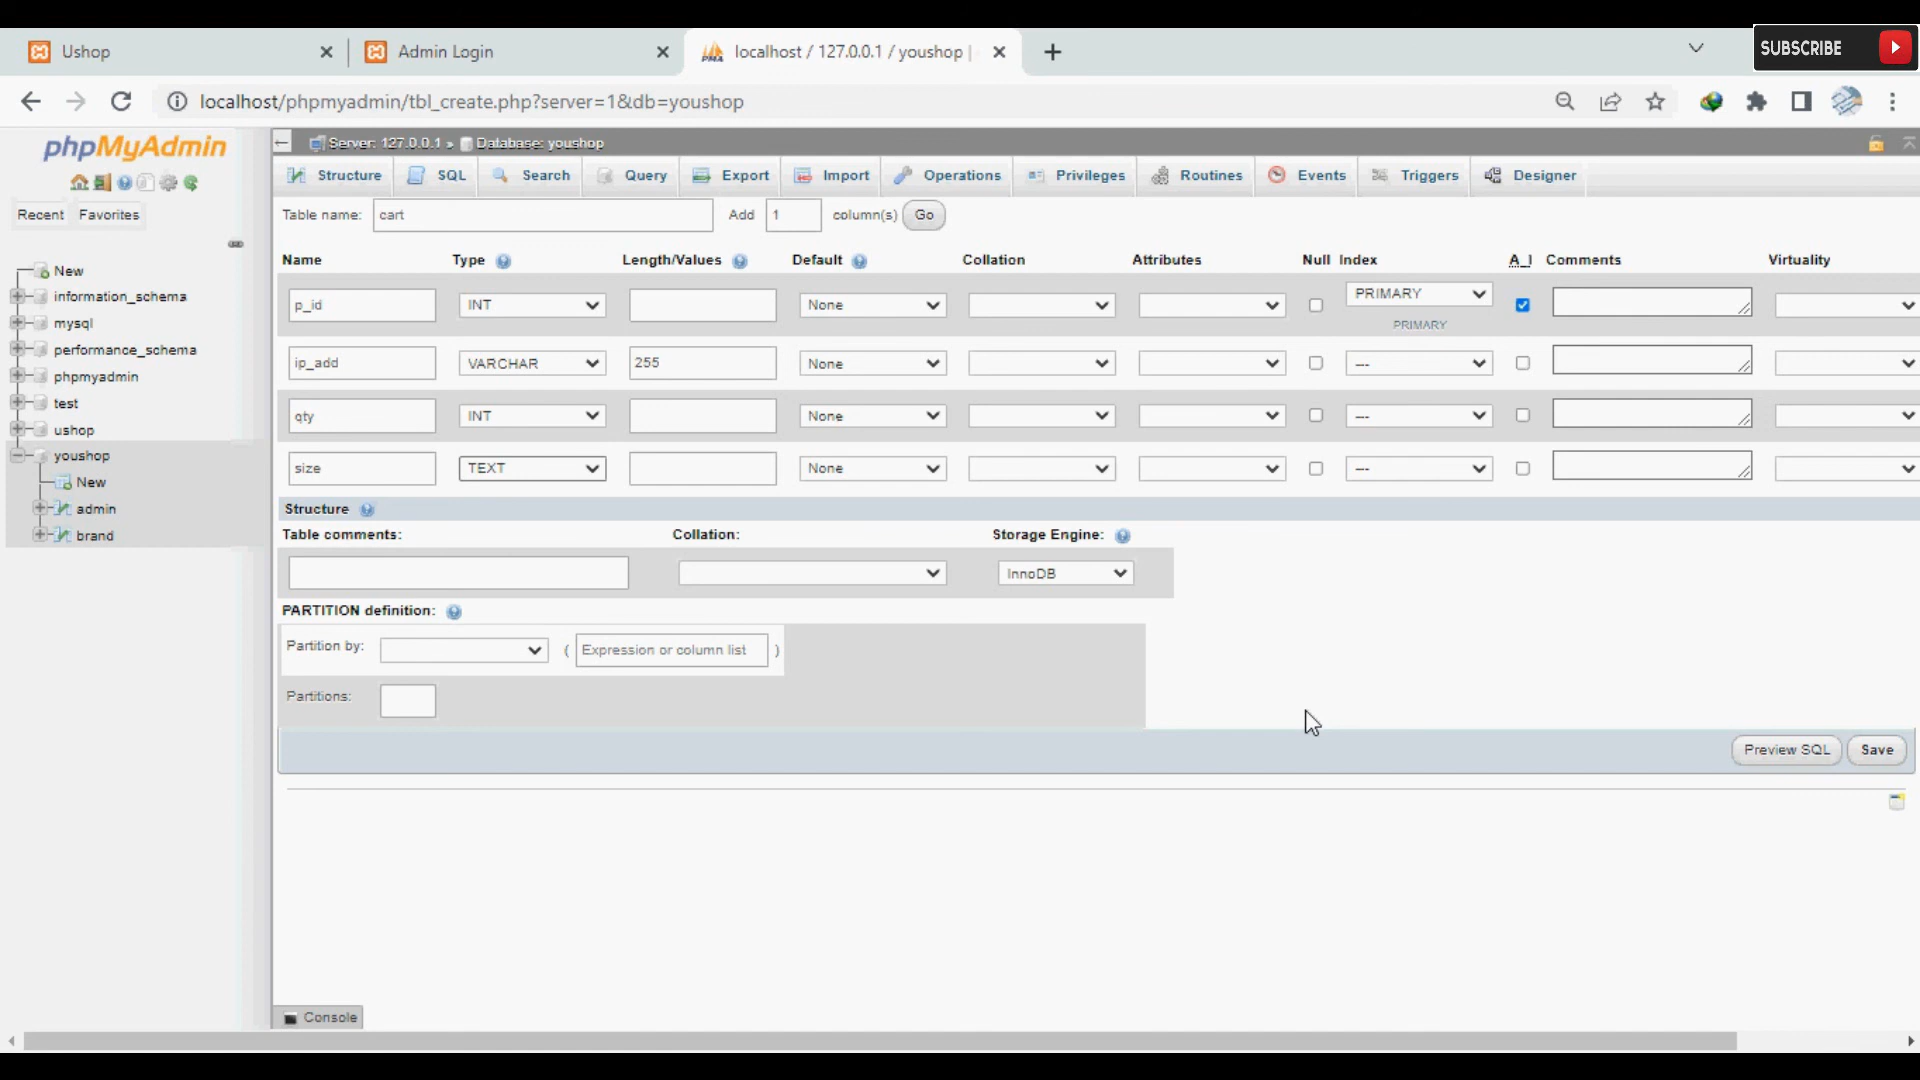 Ushop
Admin Login
localhost / 127.0.0.1 / youshop |
SUBSCRIBE
localhost/phpmyadmin/tbl_create.php?server=1&db=youshop
phpMyAdmin
Server: 127.0.0.1 » Database: youshop
Structure SQL Search Query Export Import Operations Privileges Routines Events Triggers Designer
Recent Favorites
Table name: cart Add 1 column(s) Go
New
information_schema
mysql
performance_schema
phpmyadmin
test
ushop
youshop
New
admin
brand
Name Type Length/Values Default Collation Attributes Null Index A_I Comments Virtuality
p_id INT None PRIMARY
PRIMARY
ip_add VARCHAR 255 None ---
qty INT None ---
size TEXT None ---
Structure
Table comments: Collation: Storage Engine:
InnoDB
PARTITION definition:
Partition by: ( Expression or column list )
Partitions:
Preview SQL Save
Console